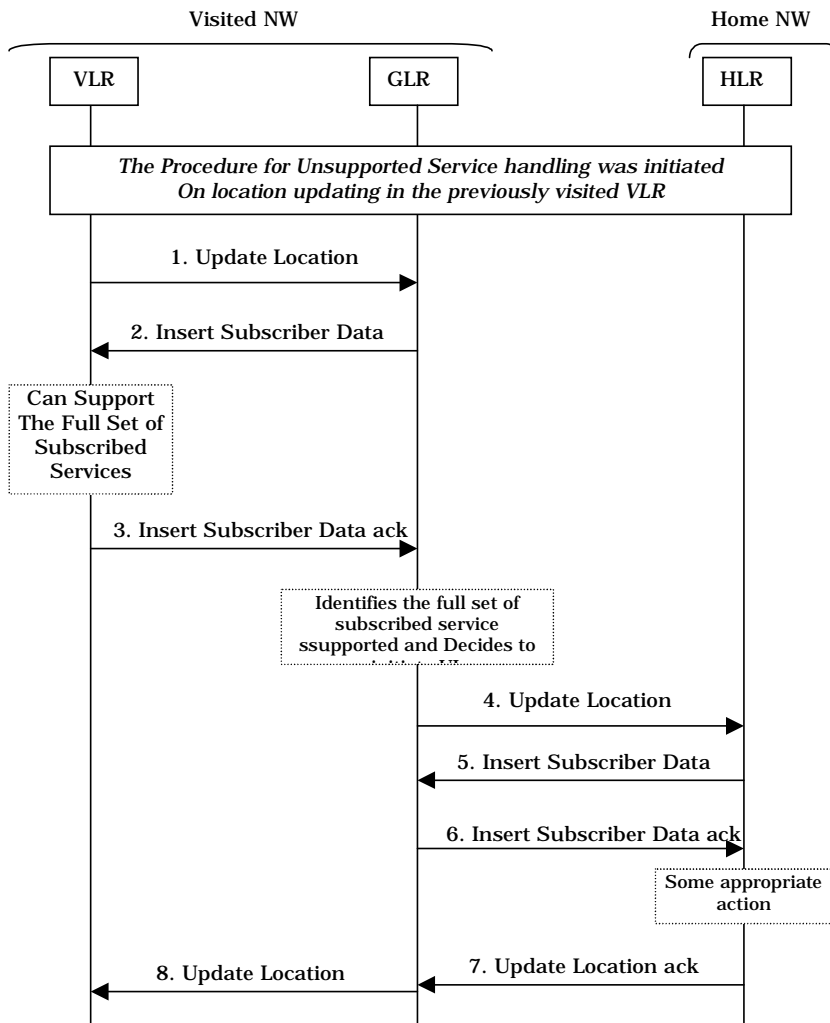 Visited NW
Home NW
VLR
GLR
HLR
The Procedure for Unsupported Service handling was initiated
On location updating in the previously visited VLR
1. Update Location
2. Insert Subscriber Data
Can Support
The Full Set of
Subscribed
Services
3. Insert Subscriber Data ack
Identifies the full set of
subscribed service
ssupported and Decides to
4. Update Location
5. Insert Subscriber Data
6. Insert Subscriber Data ack
Some appropriate
action
7. Update Location ack
8. Update Location